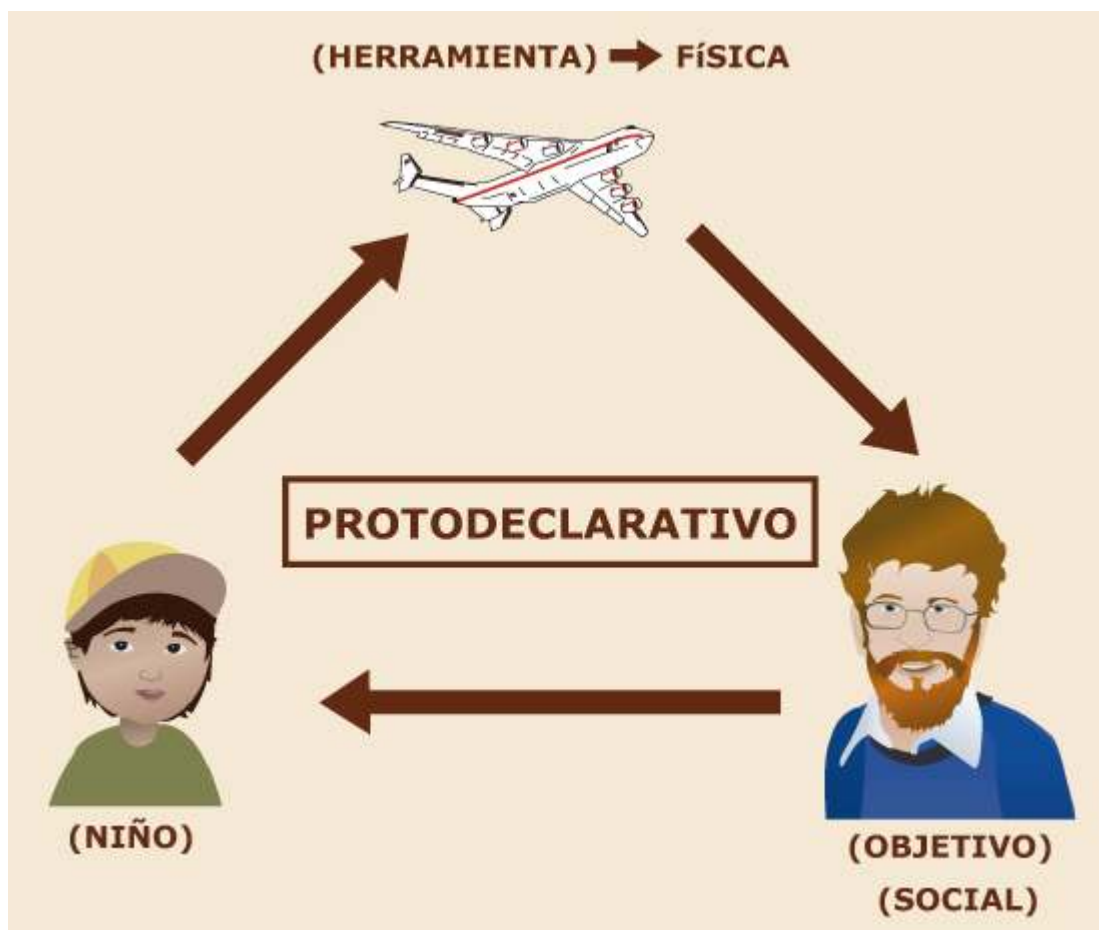 (HERRAMIENTA) → FíSICA
PROTODECLARATIVO
(NIÑO)
(OBJETIVO)
(SOCIAL)